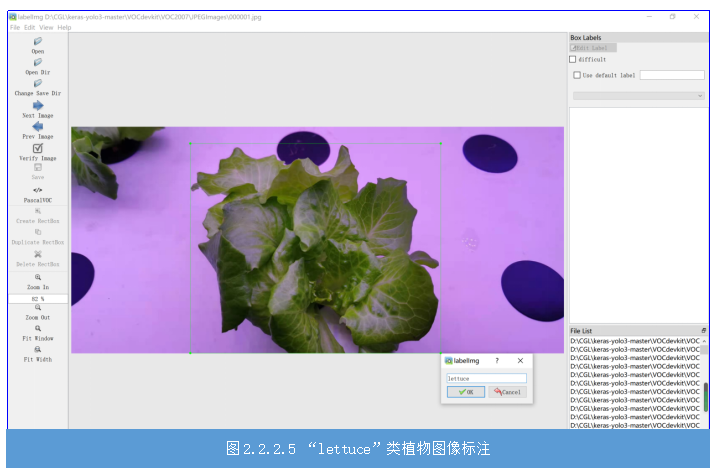 labelImg D:\CGL\keras-yolo3-master\VOCdevkit\VOC2007\JPEGImages\000001.jpg
File Edit View Help
Open
Open Dir
Change Save Dir
Next Image
Prev Image
Verify Image
Save
</>
PascalVOC
Create RectBox
Duplicate RectBox
Delete RectBox
Zoom In
82 %
Zoom Out
Fit Window
Fit Width
Box Labels
Edit Label
difficult
Use default label
labelImg ? ×
lettuce
OK Cancel
File List
D:\CGL\keras-yolo3-master\VOCdevkit\VOC
D:\CGL\keras-yolo3-master\VOCdevkit\VOC
D:\CGL\keras-yolo3-master\VOCdevkit\VOC
D:\CGL\keras-yolo3-master\VOCdevkit\VOC
D:\CGL\keras-yolo3-master\VOCdevkit\VOC
D:\CGL\keras-yolo3-master\VOCdevkit\VOC
D:\CGL\keras-yolo3-master\VOCdevkit\VOC
D:\CGL\keras-yolo3-master\VOCdevkit\VOC
D:\CGL\keras-yolo3-master\VOCdevkit\VOC
D:\CGL\keras-yolo3-master\VOCdevkit\VOC
D:\CGL\keras-yolo3-master\VOCdevkit\VOC
图2.2.2.5 “lettuce”类植物图像标注